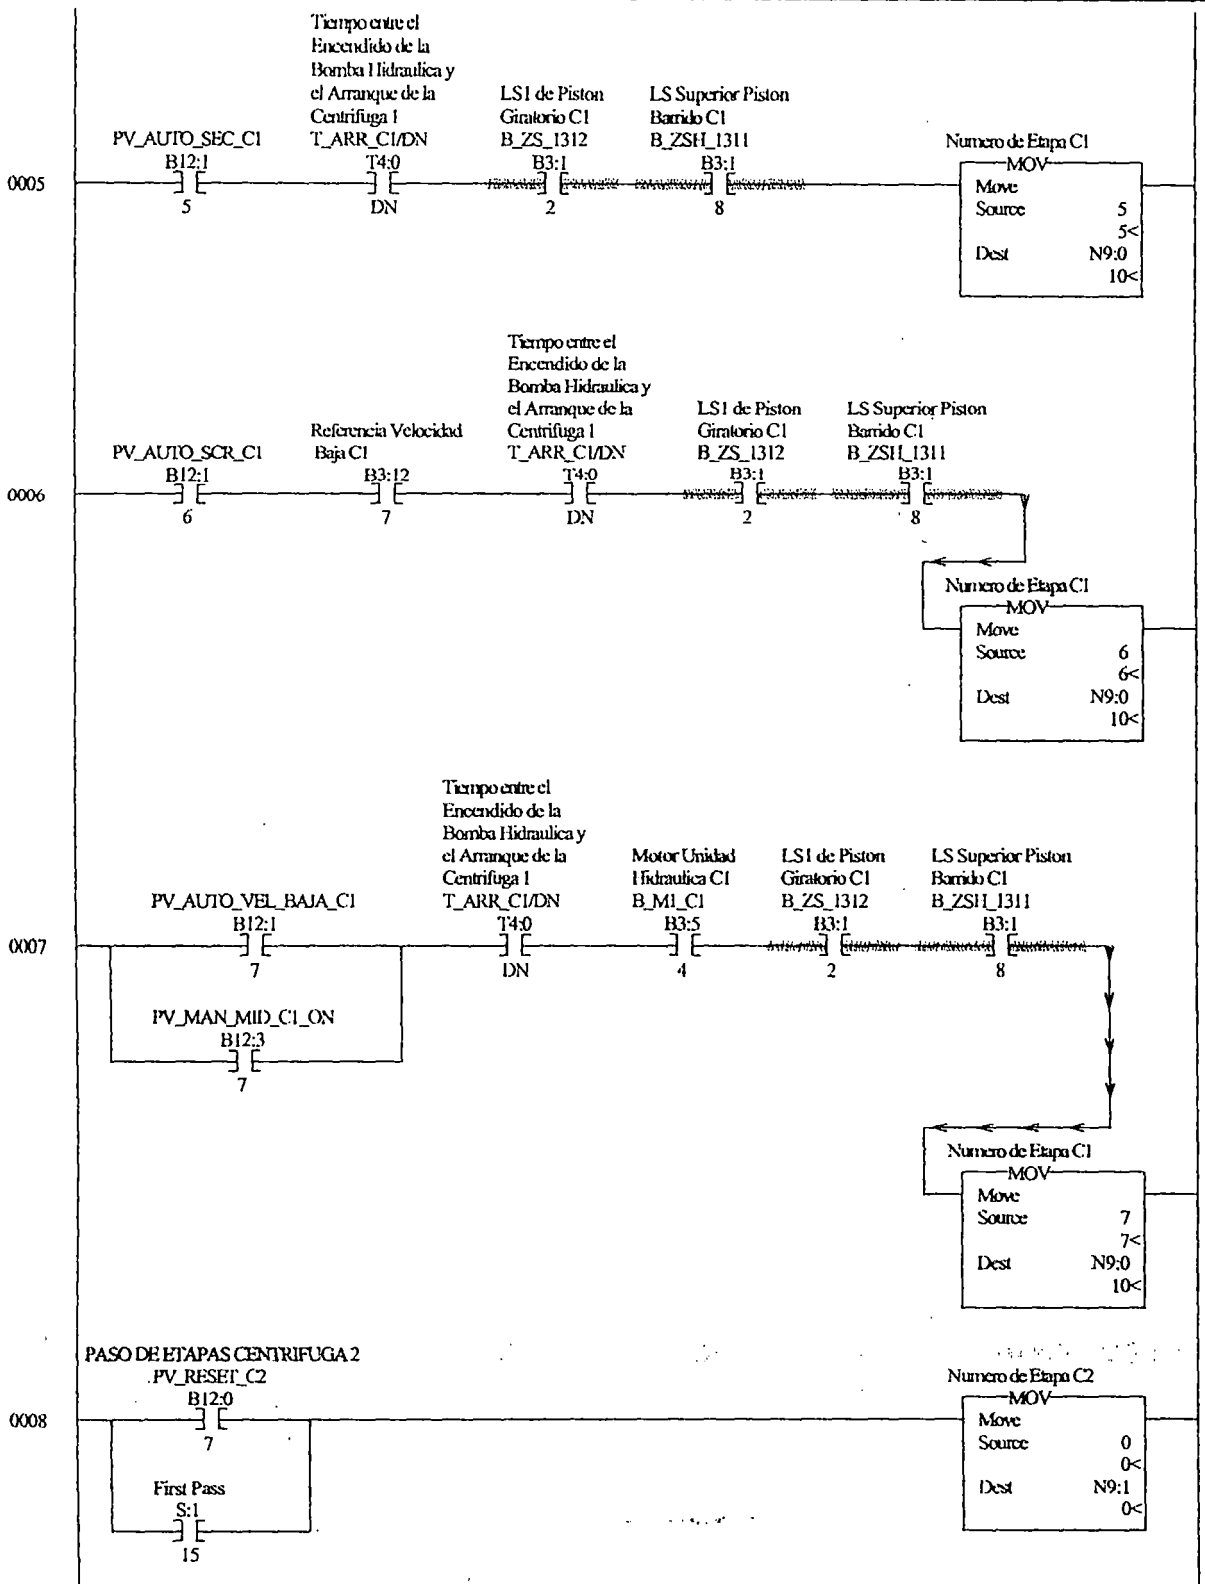 Tiempo entre el
Encendido de la
Bomba Hidraulica y
el Arranque de la
Centrifuga 1
T_ARR_C1/DN
T4:0
DN
LS1 de Piston
Giratorio C1
B_ZS_1312
B3:1
2
LS Superior Piston
Barrido C1
B_ZSH_1311
B3:1
8
PV_AUTO_SEC_C1
B12:1
5
0005
Numero de Etapa C1
MOV
Move
Source 5
5<
Dest N9:0
10<
Tiempo entre el
Encendido de la
Bomba Hidraulica y
el Arranque de la
Centrifuga 1
T_ARR_C1/DN
T4:0
DN
LS1 de Piston
Giratorio C1
B_ZS_1312
B3:1
2
LS Superior Piston
Barrido C1
B_ZSH_1311
B3:1
8
Referencia Velocidad
Baja C1
B3:12
7
PV_AUTO_SCR_C1
B12:1
6
0006
Numero de Etapa C1
MOV
Move
Source 6
6<
Dest N9:0
10<
Tiempo entre el
Encendido de la
Bomba Hidraulica y
el Arranque de la
Centrifuga 1
T_ARR_C1/DN
T4:0
DN
Motor Unidad
Hidraulica C1
B_M1_C1
B3:5
4
LS1 de Piston
Giratorio C1
B_ZS_1312
B3:1
2
LS Superior Piston
Barrido C1
B_ZSH_1311
B3:1
8
PV_AUTO_VEL_BAJA_C1
B12:1
7
0007
PV_MAN_MID_C1_ON
B12:3
7
Numero de Etapa C1
MOV
Move
Source 7
7<
Dest N9:0
10<
PASO DE ETAPAS CENTRIFUGA 2
PV_RESET_C2
B12:0
7
0008
First Pass
S:1
15
Numero de Etapa C2
MOV
Move
Source 0
0<
Dest N9:1
0<